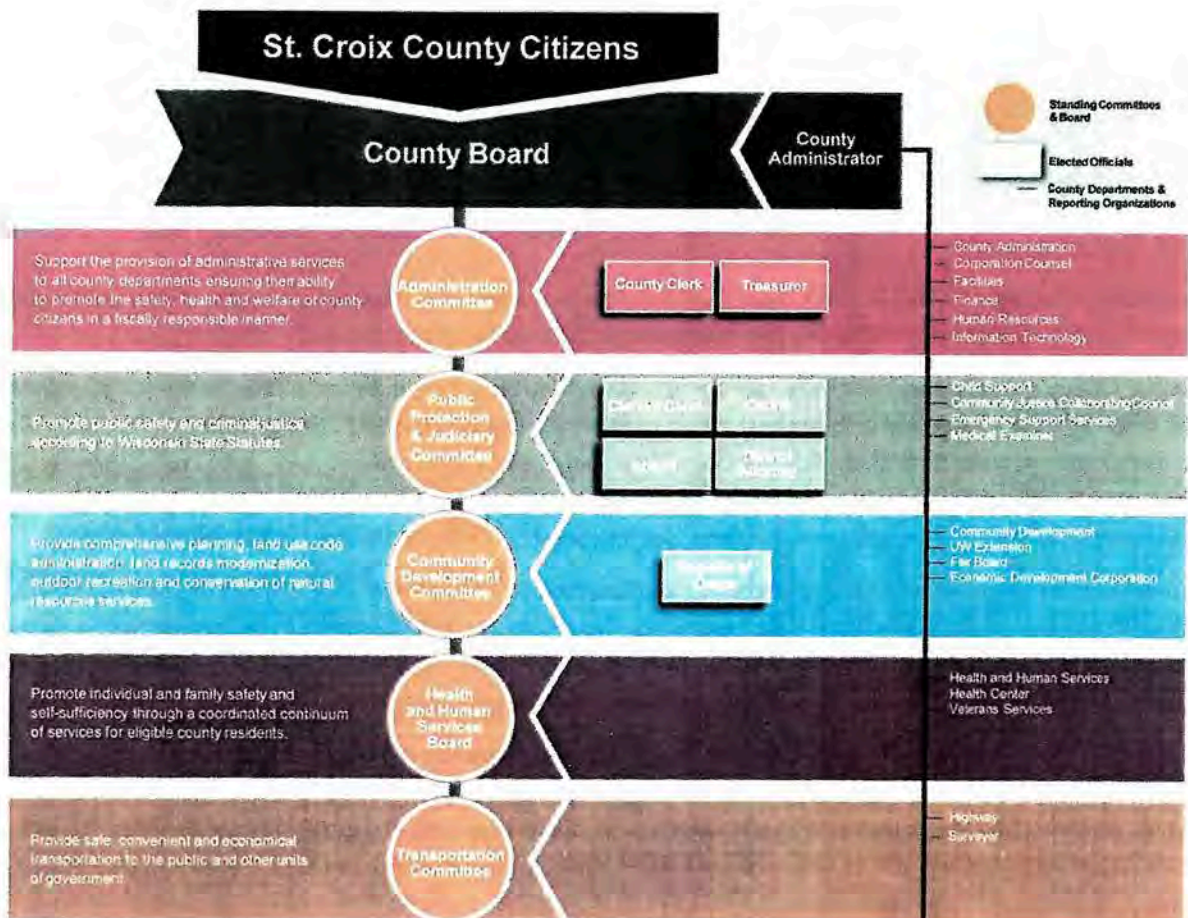 St. Croix County Citizens
County Board
County
Administrator
Standing Committees
& Board
Elected Officials
County Departments &
Reporting Organizations
Support the provision of administrative services
to all county departments ensuring their ability
to promote the safety, health and welfare of county
citizens in a fiscally responsible manner.
Administration
Committee
County Clerk
Treasurer
County Administration
Corporation Counsel
Facilities
Finance
Human Resources
Information Technology
Promote public safety and criminal justice
according to Wisconsin State Statutes.
Public
Protection
& Judiciary
Committee
Clerk of Court
Sheriff
District
Attorney
Child Support
Community Justice Collaborating Council
Emergency Support Services
Medical Examiner
Provide comprehensive planning, land use code
administration, land records modernization,
outdoor recreation and conservation of natural
resources services.
Community
Development
Committee
Deeds
Community Development
UW Extension
Fair Board
Economic Development Corporation
Promote individual and family safety and
self-sufficiency through a coordinated continuum
of services for eligible county residents.
Health
and Human
Services
Board
Health and Human Services
Health Center
Veterans Services
Provide safe, convenient and economical
transportation to the public and other units
of government.
Transportation
Committee
Highway
Surveyor